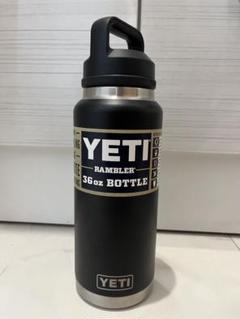 YETI
RAMBLER
36oz BOTTLE
YETI